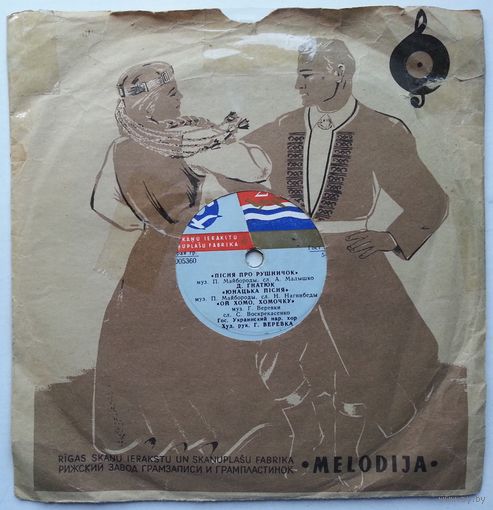 SKAŅU IERAKSTU
NUPLAŠU FABRIKA
005360
«ПІСНЯ ПРО РУШНИЧОК»
муз. П. Майбороды, сл. А. Малышко
Д. ГНАТЮК
«ЮНАЦЬКА ПІСНЯ»
муз. П. Майбороды, сл. Н. Нагнибеды
«ОЙ ХОМО, ХОМОЧКУ»
муз. Г. Веревки
сл. С. Воскрекасенко
Гос. Украинский нар. хор
Худ. рук. Г. ВЕРЕВКА
RĪGAS SKAŅU IERAKSTU UN SKAŅUPLAŠU FABRIKA
РИЖСКИЙ ЗАВОД ГРАМЗАПИСИ И ГРАМПЛАСТИНОК
•MELODIJA•